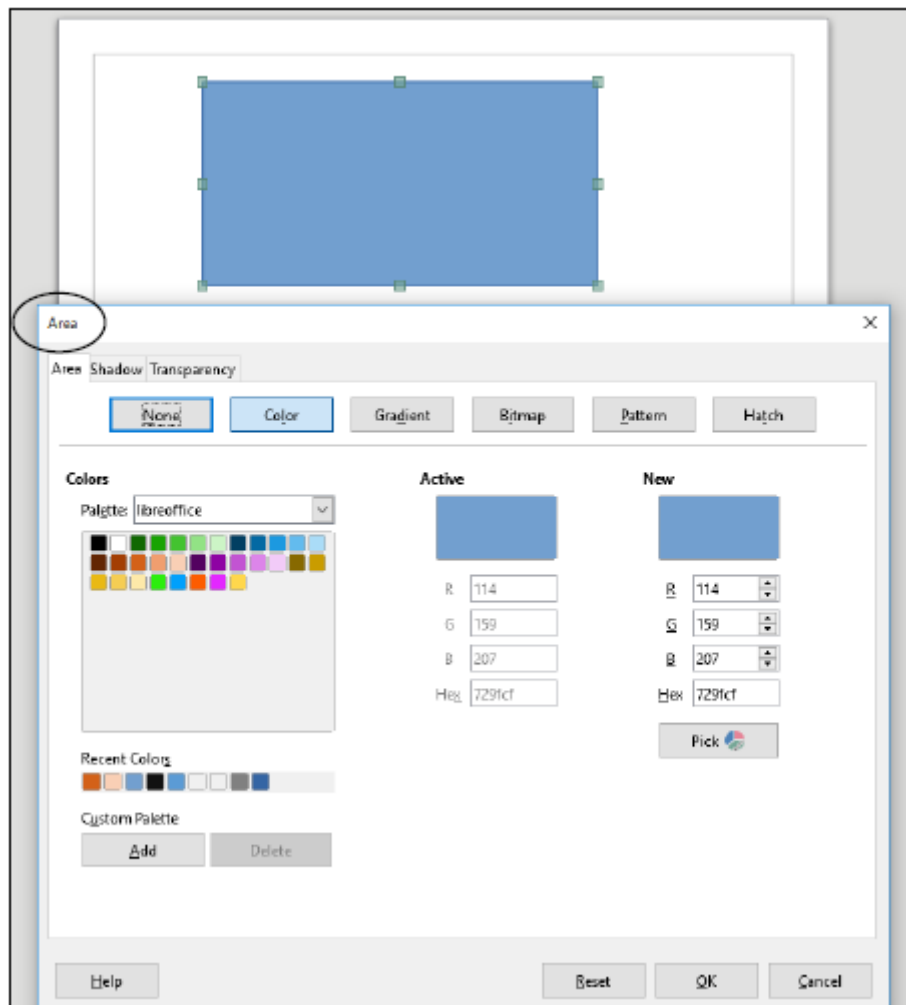 Area
Area Shadow Transparency
None Color Gradient Bitmap Pattern Hatch
Colors Active New
Palette: libreoffice
R 114 R 114
G 159 G 159
B 207 B 207
Hex 729fcf Hex 729fcf
Pick
Recent Colors
Custom Palette
Add Delete
Help Reset OK Cancel